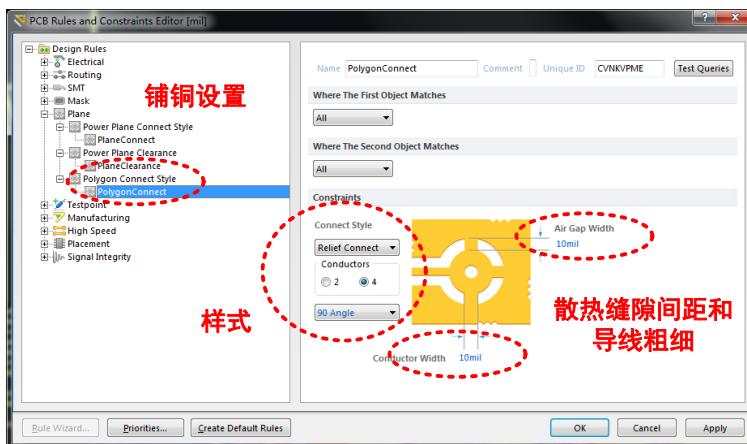 PCB Rules and Constraints Editor [mil]
Design Rules
Electrical
Routing
SMT
Mask
Plane
Power Plane Connect Style
PlaneConnect
Power Plane Clearance
PlaneClearance
Polygon Connect Style
PolygonConnect
Testpoint
Manufacturing
High Speed
Placement
Signal Integrity
铺铜设置
样式
Name PolygonConnect Comment Unique ID CVNKVPME Test Queries
Where The First Object Matches
All
Where The Second Object Matches
All
Constraints
Connect Style
Relief Connect
Conductors
2 4
90 Angle
Air Gap Width
10mil
Conductor Width 10mil
散热缝隙间距和
导线粗细
Rule Wizard... Priorities... Create Default Rules OK Cancel Apply